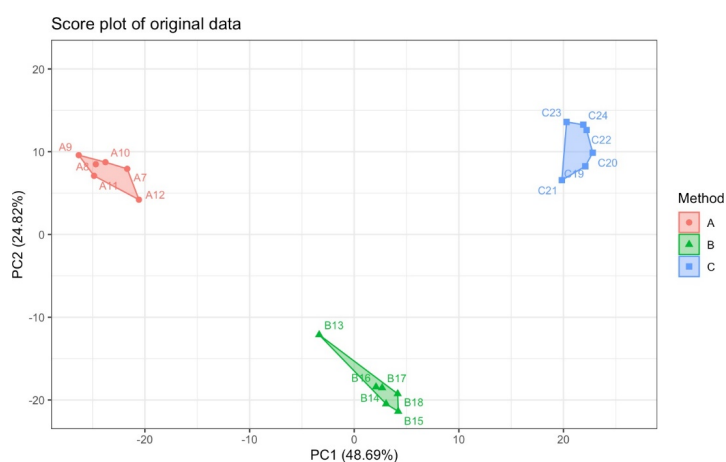 Score plot of original data
20
10
0
-10
-20
PC2 (24.82%)
A9
A10
A8
A7
A11
A12
C23
C24
C22
C20
C19
C21
B13
B16
B17
B14
B18
B15
-20
-10
0
10
20
PC1 (48.69%)
Method
A
B
C